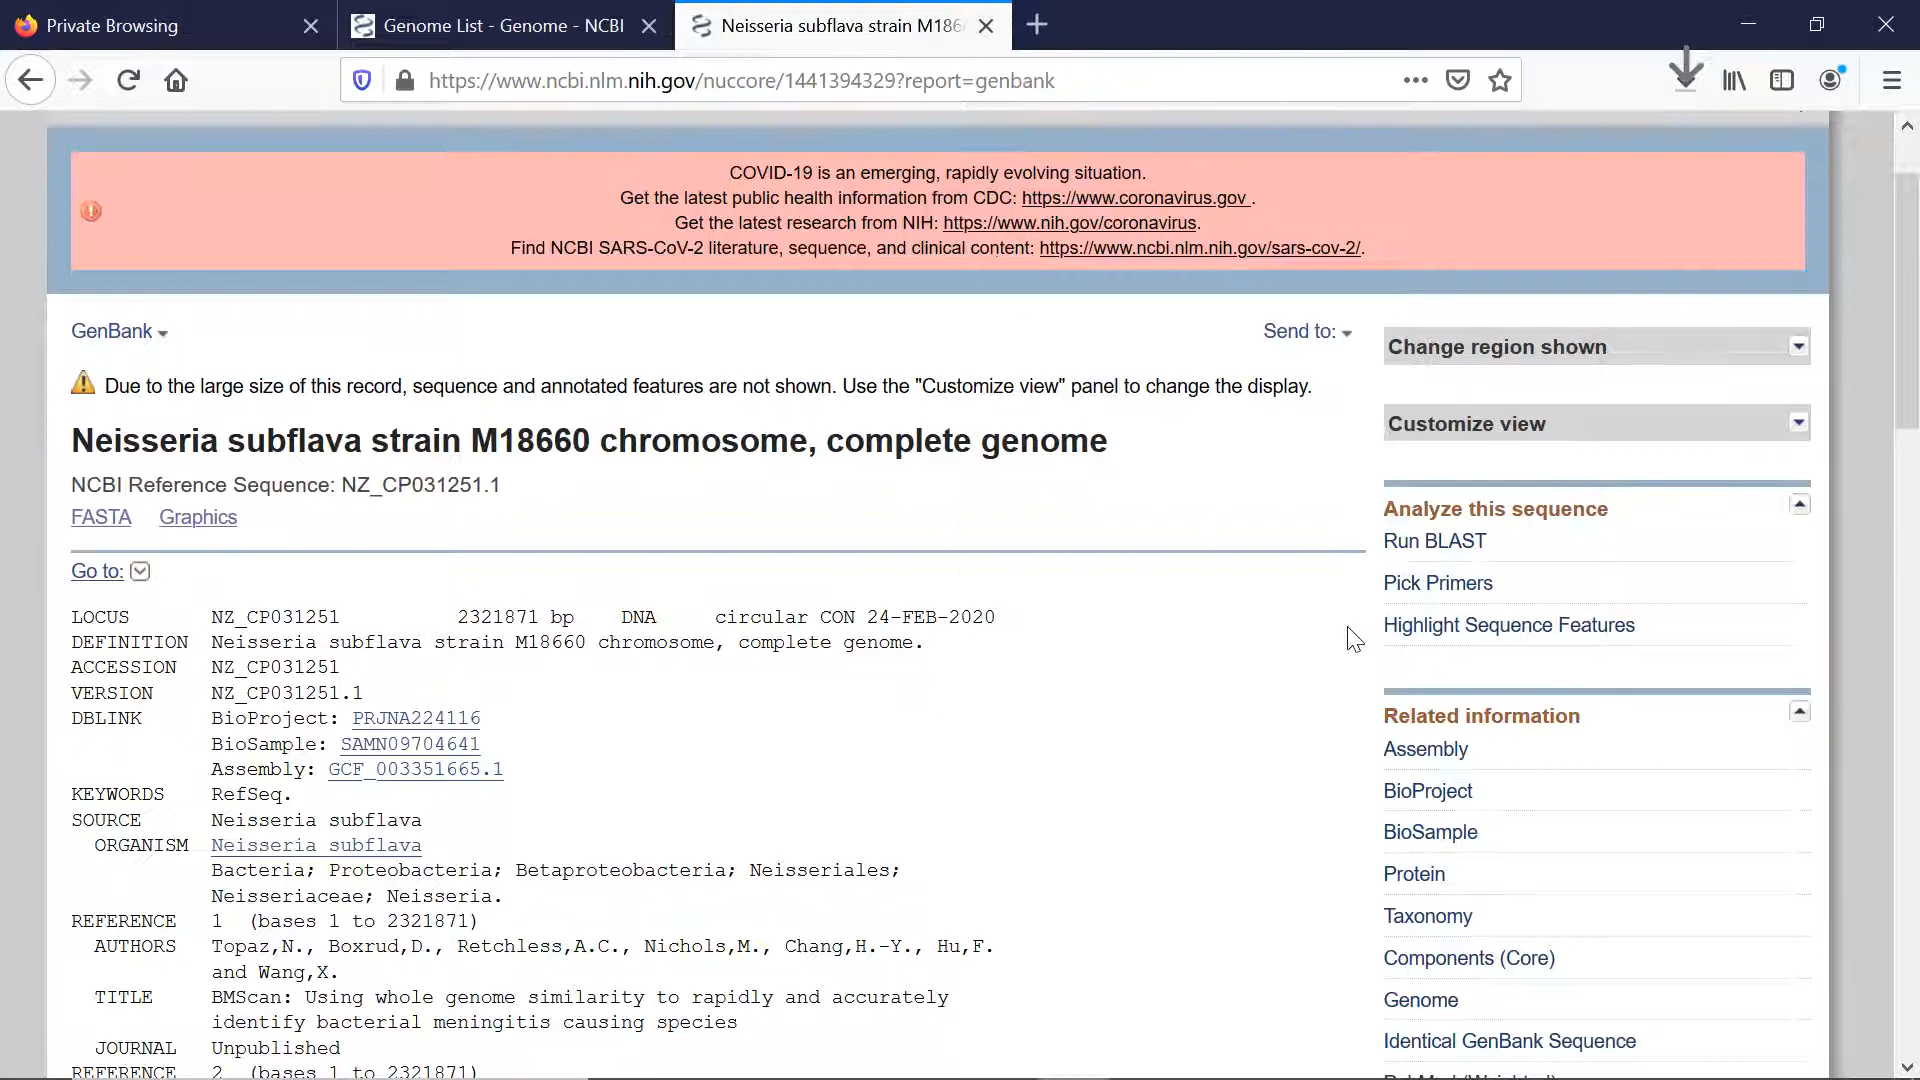 Private Browsing
Genome List - Genome - NCBI
Neisseria subflava strain M186
https://www.ncbi.nlm.nih.gov/nuccore/1441394329?report=genbank
COVID-19 is an emerging, rapidly evolving situation.
Get the latest public health information from CDC: https://www.coronavirus.gov .
Get the latest research from NIH: https://www.nih.gov/coronavirus.
Find NCBI SARS-CoV-2 literature, sequence, and clinical content: https://www.ncbi.nlm.nih.gov/sars-cov-2/.
GenBank
Send to:
Due to the large size of this record, sequence and annotated features are not shown. Use the "Customize view" panel to change the display.
Neisseria subflava strain M18660 chromosome, complete genome
NCBI Reference Sequence: NZ_CP031251.1
FASTA Graphics
Go to:
LOCUS NZ_CP031251 2321871 bp DNA circular CON 24-FEB-2020
DEFINITION Neisseria subflava strain M18660 chromosome, complete genome.
ACCESSION NZ_CP031251
VERSION NZ_CP031251.1
DBLINK BioProject: PRJNA224116
BioSample: SAMN09704641
Assembly: GCF_003351665.1
KEYWORDS RefSeq.
SOURCE Neisseria subflava
ORGANISM Neisseria subflava
Bacteria; Proteobacteria; Betaproteobacteria; Neisseriales;
Neisseriaceae; Neisseria.
REFERENCE 1 (bases 1 to 2321871)
AUTHORS Topaz,N., Boxrud,D., Retchless,A.C., Nichols,M., Chang,H.-Y., Hu,F.
and Wang,X.
TITLE BMScan: Using whole genome similarity to rapidly and accurately
identify bacterial meningitis causing species
JOURNAL Unpublished
REFERENCE 2 (bases 1 to 2321871)
Change region shown
Customize view
Analyze this sequence
Run BLAST
Pick Primers
Highlight Sequence Features
Related information
Assembly
BioProject
BioSample
Protein
Taxonomy
Components (Core)
Genome
Identical GenBank Sequence